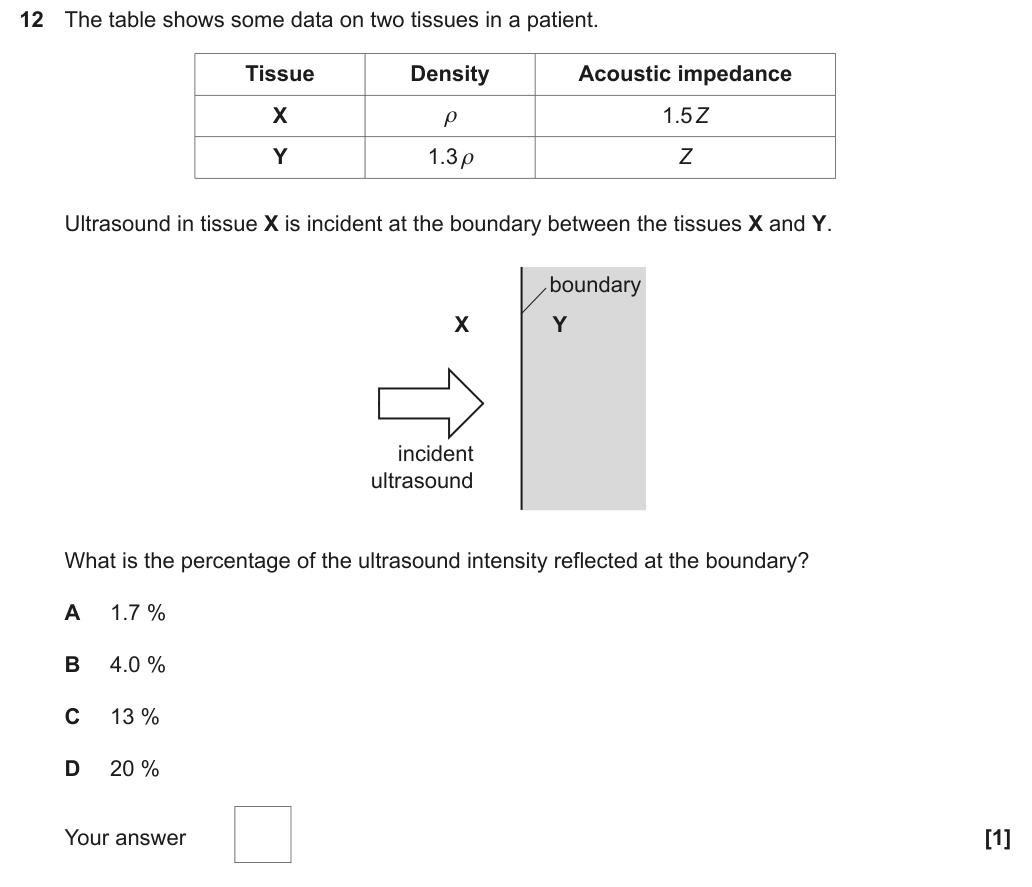 12 The table shows some data on two tissues in a patient.
Tissue Density Acoustic impedance
X ρ 1.5 Z
Y 1.3 ρ Z
Ultrasound in tissue X is incident at the boundary between the tissues X and Y.
boundary
X Y
incident
ultrasound
What is the percentage of the ultrasound intensity reflected at the boundary?
A 1.7 %
B 4.0 %
C 13 %
D 20 %
Your answer [1]